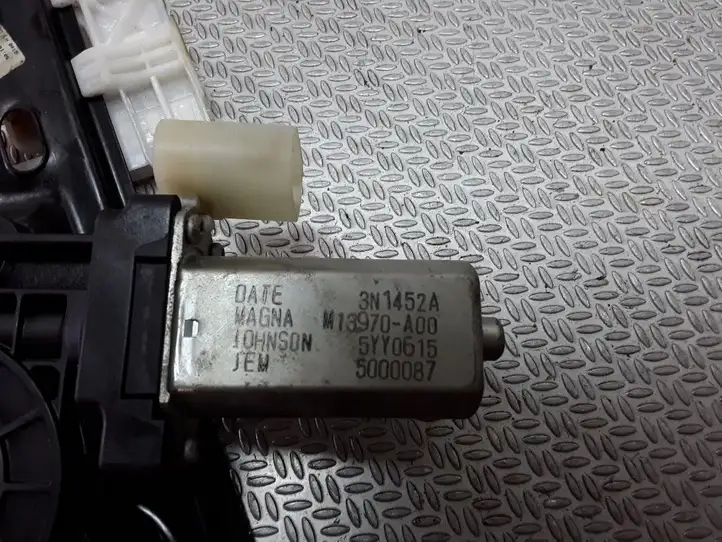 DATE 3N1452A
MAGNA M13970-A00
JOHNSON 5YY0615
JEM 5000087